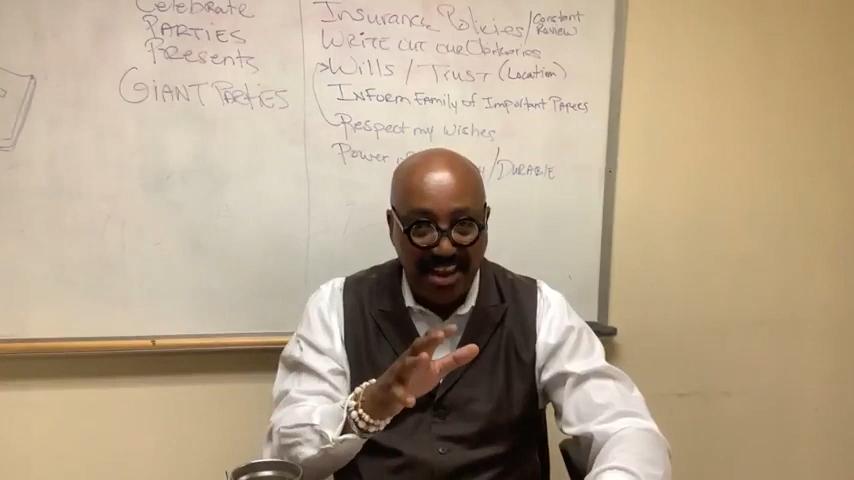 Celebrate
PARTIES
Presents
GIANT PARTIES
Insurance Policies/Constant Review
WRITE OUT our Obituaries
>Wills / TRUST (Location)
INFORM Family of Important Papers
Respect my Wishes
Power /DURABLE